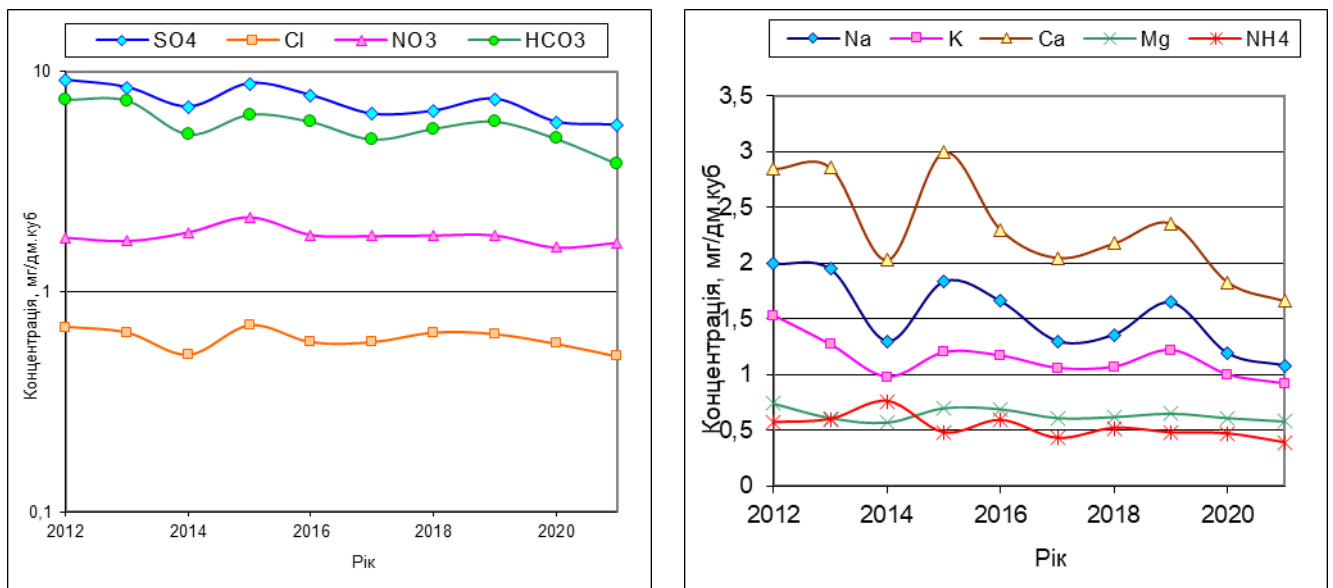 SO4 Cl NO3 HCO3
10
1
0,1
Концентрація, мг/дм.куб
2012 2014 2016 2018 2020
Рік
Na K Ca Mg NH4
3,5
3
2,5
2
1,5
1
0,5
0
Концентрація, мг/дм.куб
2012 2014 2016 2018 2020
Рік